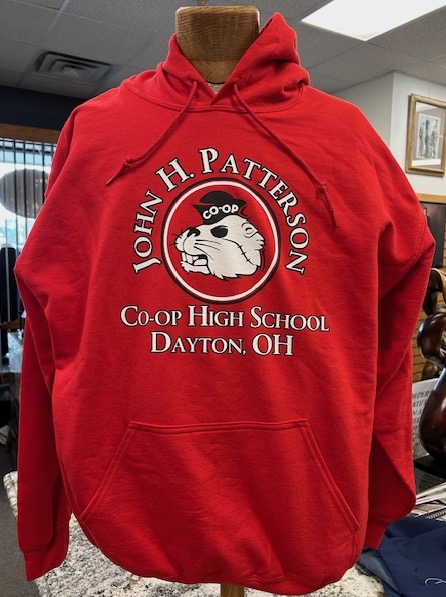 JOHN H. PATTERSON
CO-OP
CO-OP HIGH SCHOOL
DAYTON, OH